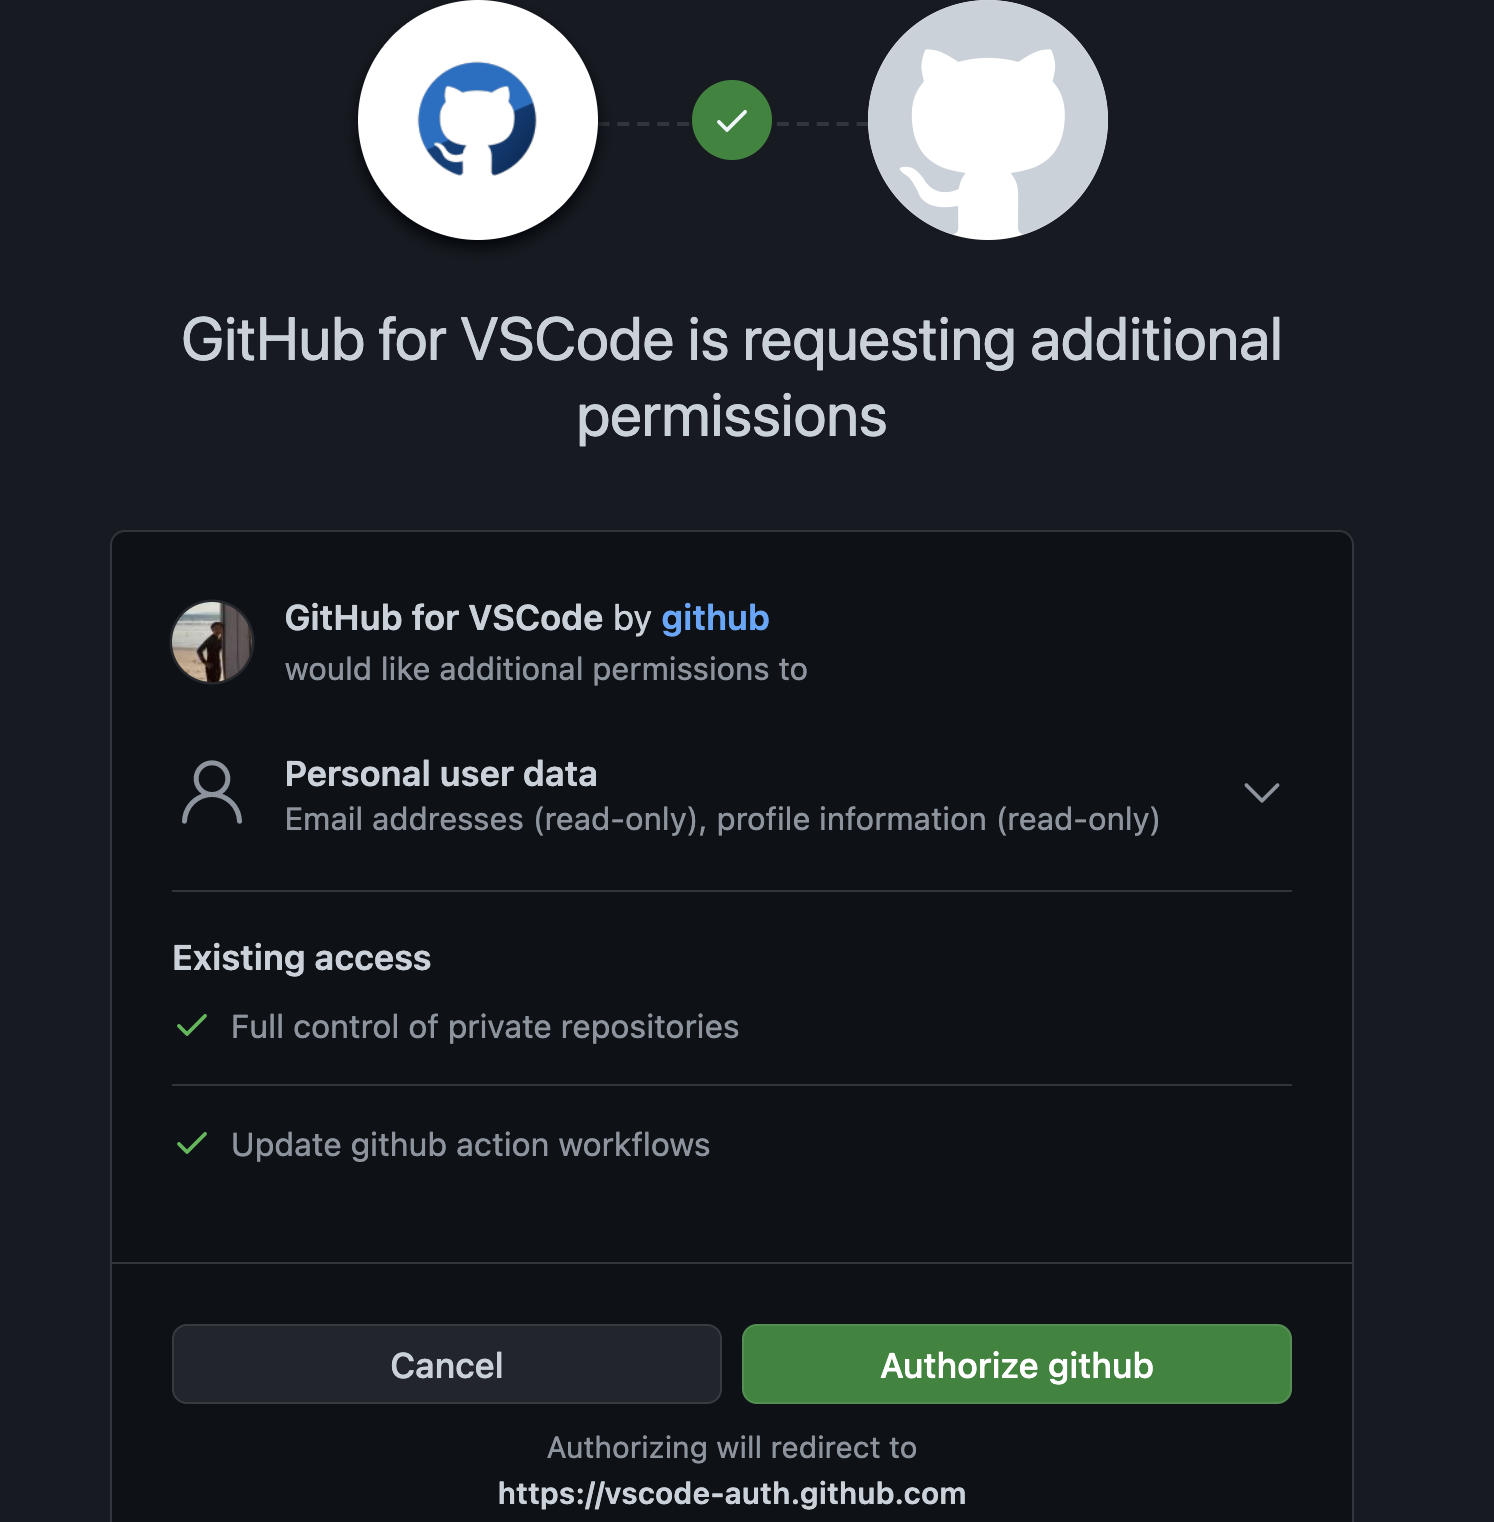 GitHub for VSCode is requesting additional
permissions
GitHub for VSCode by github
would like additional permissions to
Personal user data
Email addresses (read-only), profile information (read-only)
Existing access
Full control of private repositories
Update github action workflows
Cancel
Authorize github
Authorizing will redirect to
https://vscode-auth.github.com